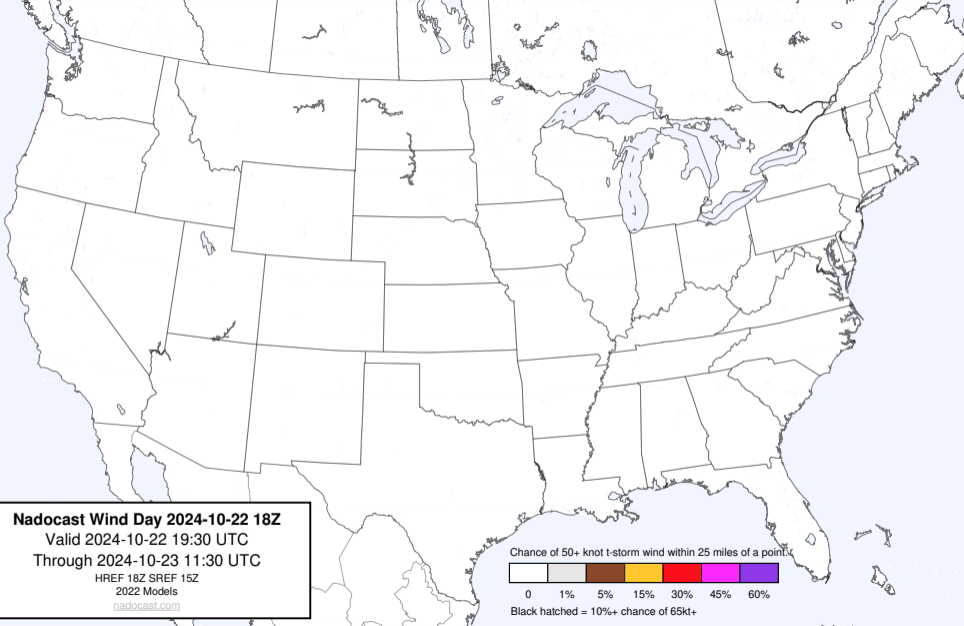 Nadocast Wind Day 2024-10-22 18Z
Valid 2024-10-22 19:30 UTC
Through 2024-10-23 11:30 UTC
HREF 18Z SREF 15Z
2022 Models
nadocast.com
Chance of 50+ knot t-storm wind within 25 miles of a point.
0 1% 5% 15% 30% 45% 60%
Black hatched = 10%+ chance of 65kt+